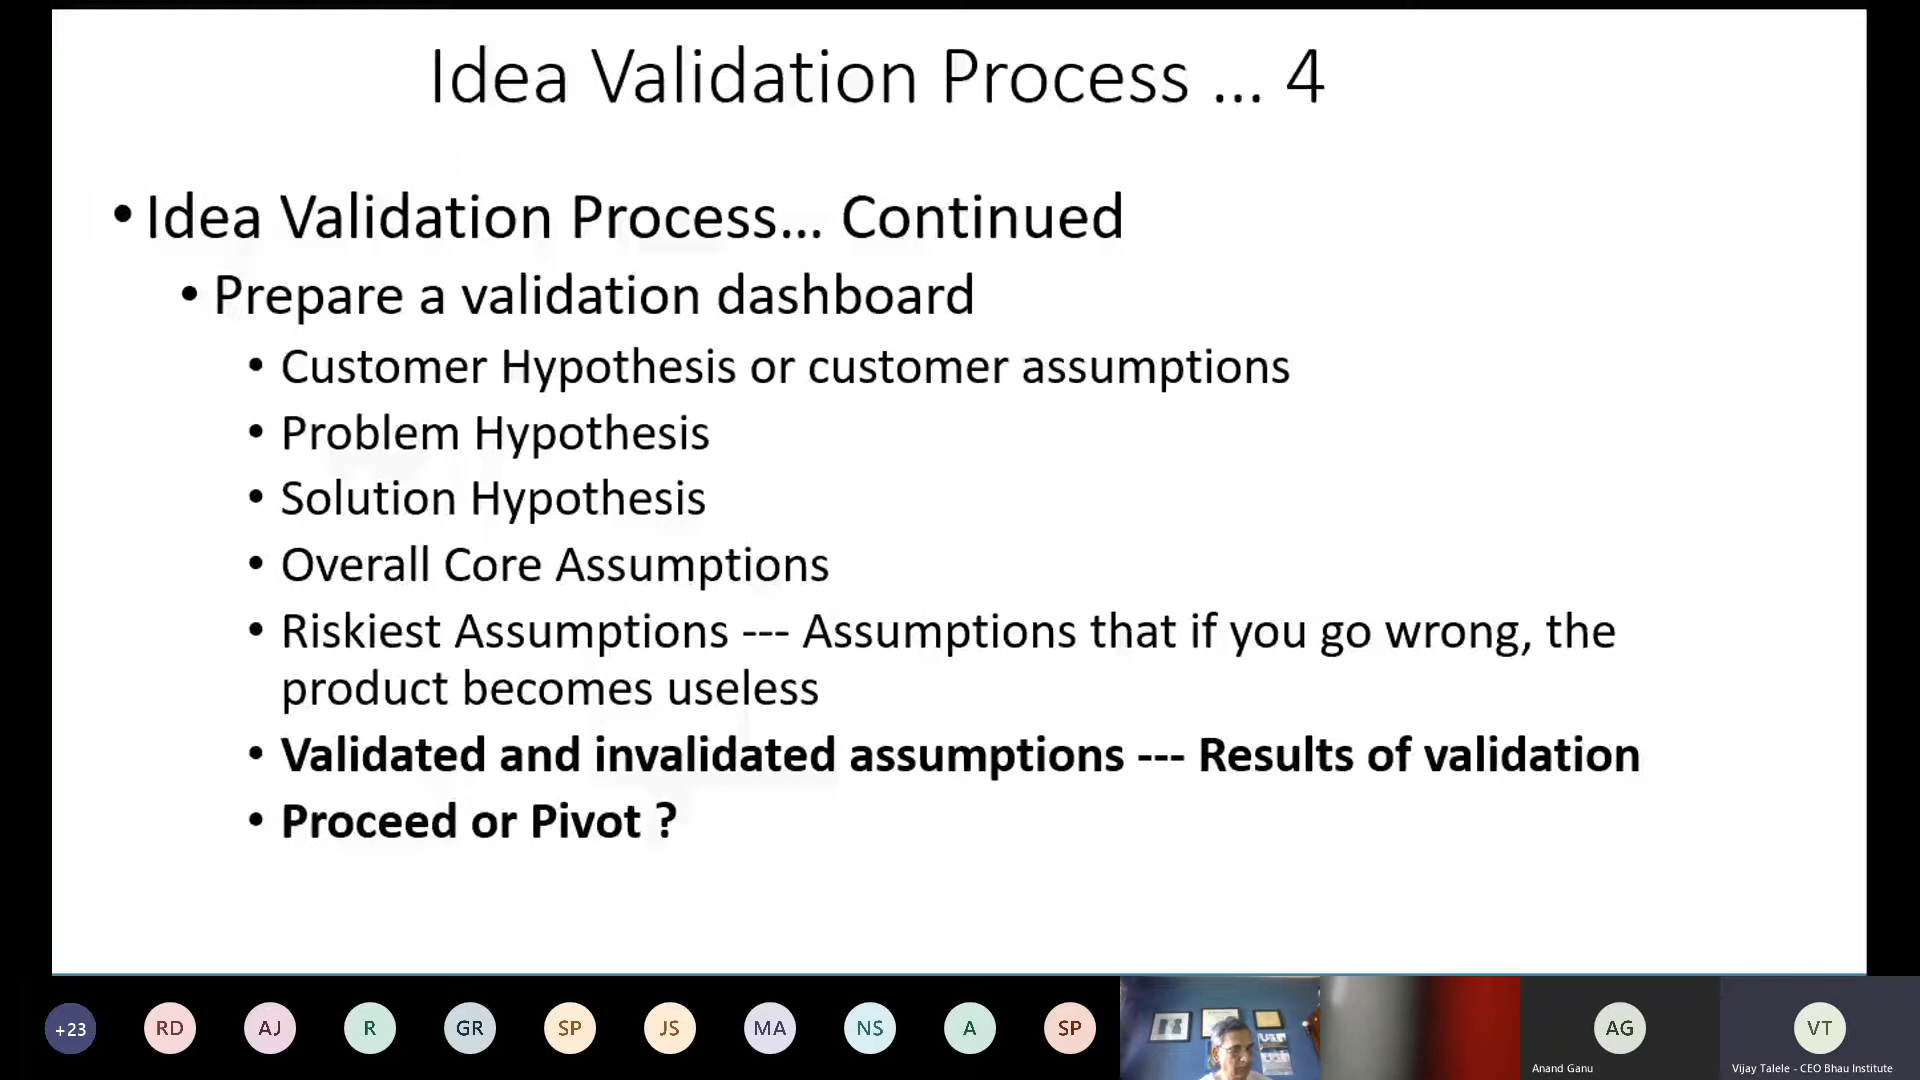 Idea Validation Process ... 4
• Idea Validation Process... Continued
• Prepare a validation dashboard
• Customer Hypothesis or customer assumptions
• Problem Hypothesis
• Solution Hypothesis
• Overall Core Assumptions
• Riskiest Assumptions --- Assumptions that if you go wrong, the
product becomes useless
• Validated and invalidated assumptions --- Results of validation
• Proceed or Pivot ?
+23 RD AJ R GR SP JS MA NS A SP AG VT
Anand Ganu Vijay Talele - CEO Bhau Institute